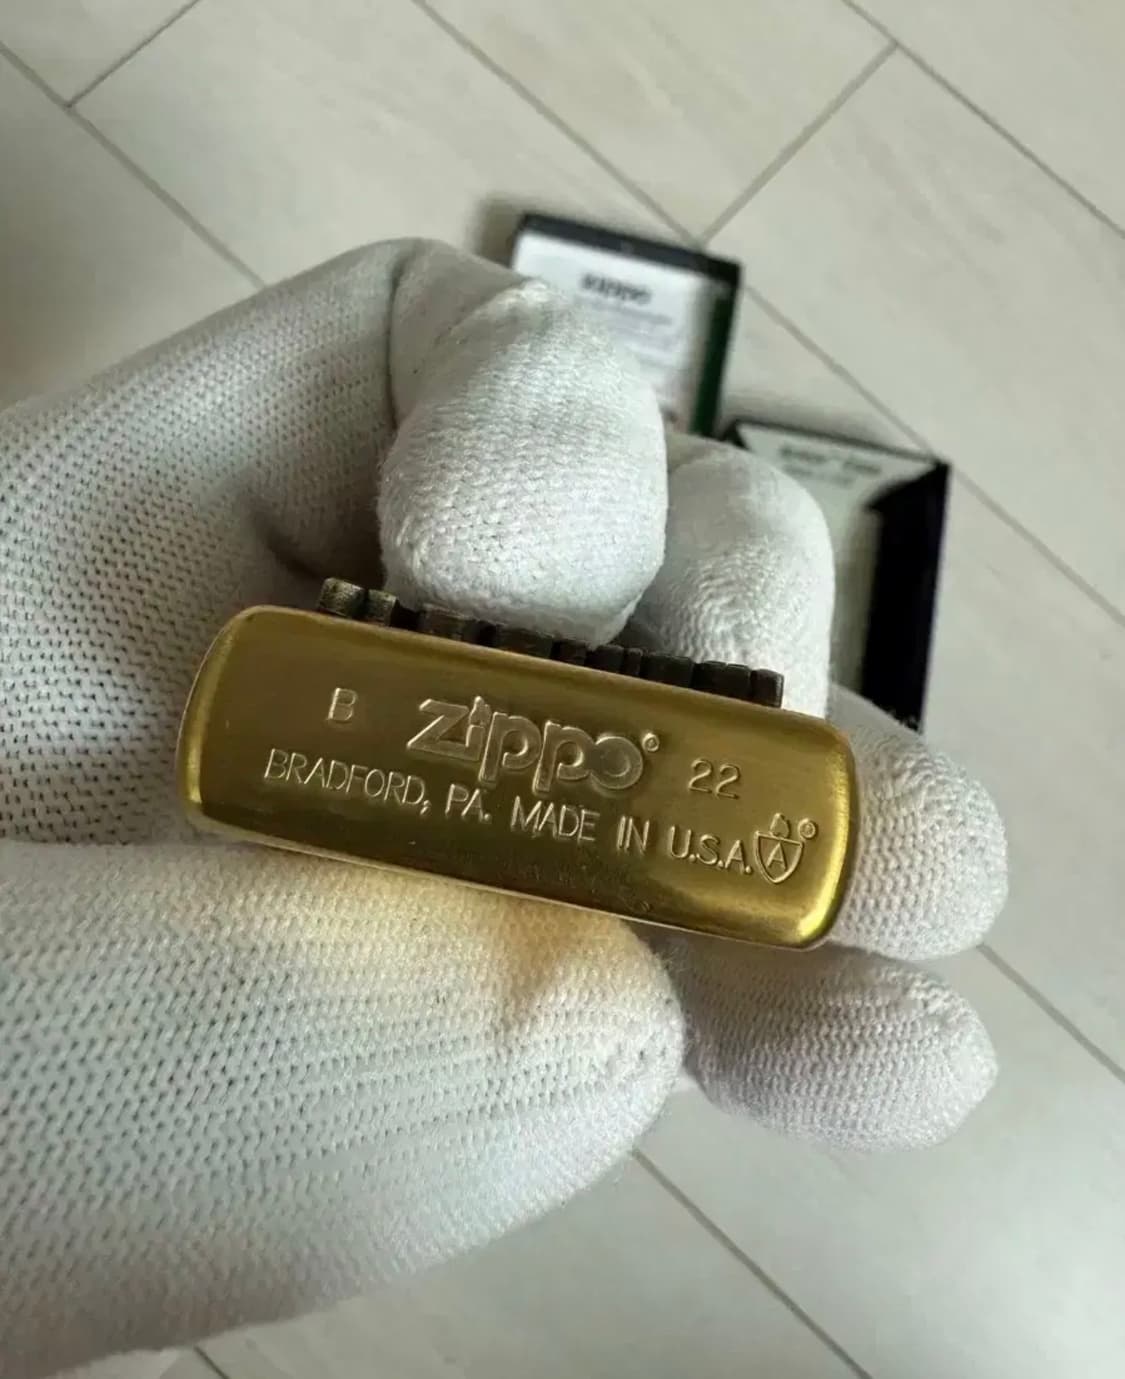 B zippo® 22
BRADFORD, PA. MADE IN U.S.A. A®